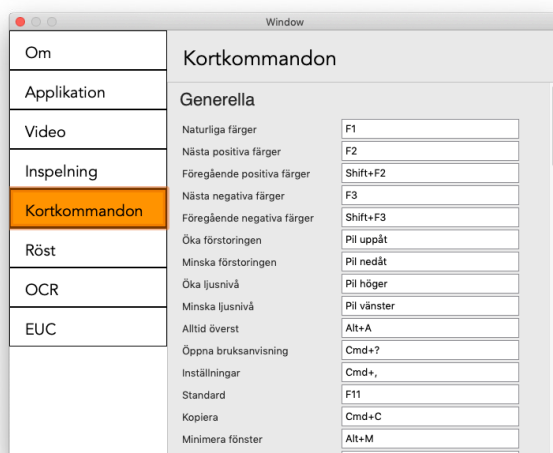 Window
Om
Applikation
Video
Inspelning
Kortkommandon
Röst
OCR
EUC
Kortkommandon
Generella
Naturliga färger F1
Nästa positiva färger F2
Föregående positiva färger Shift+F2
Nästa negativa färger F3
Föregående negativa färger Shift+F3
Öka förstoringen Pil uppåt
Minska förstoringen Pil nedåt
Öka ljusnivå Pil höger
Minska ljusnivå Pil vänster
Alltid överst Alt+A
Öppna bruksanvisning Cmd+?
Inställningar Cmd+,
Standard F11
Kopiera Cmd+C
Minimera fönster Alt+M